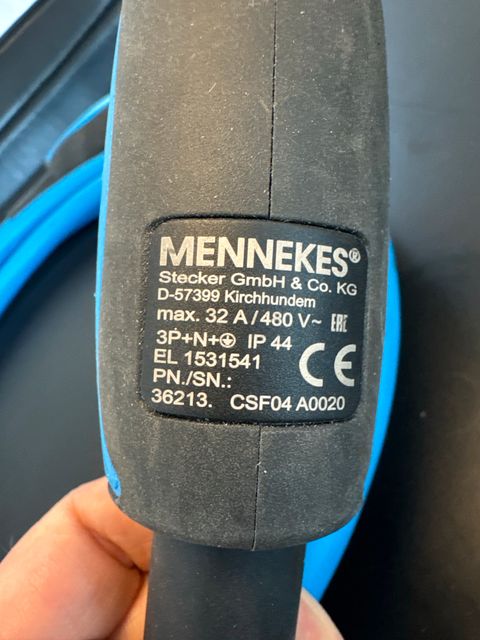 MENNEKES®
Stecker GmbH & Co. KG
D-57399 Kirchhundem
max. 32 A / 480 V~ EAC
3P+N+⏚ IP 44
EL 1531541 CE
PN./SN.:
36213. CSF04 A0020